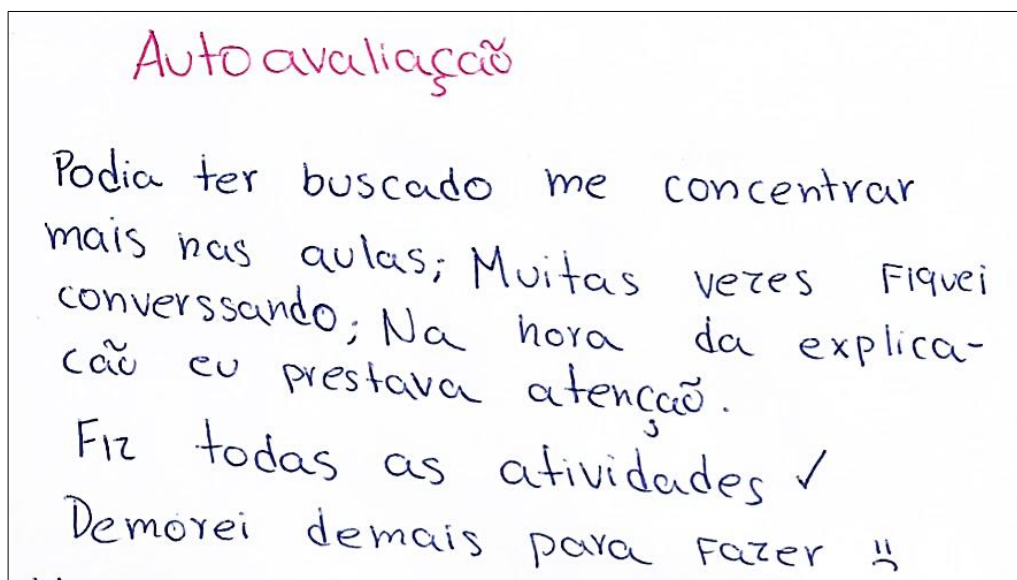 Autoavaliação
Podia ter buscado me concentrar
mais nas aulas; Muitas vezes Fiquei
converssando; Na hora da explica-
cão eu prestava atenção.
Fiz todas as atividades ✓
Demorei demais para Fazer :(